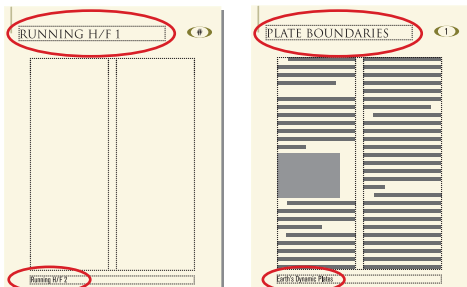 RUNNING H/F 1
#
Running H/F 2
PLATE BOUNDARIES
1
Earth's Dynamic Plates